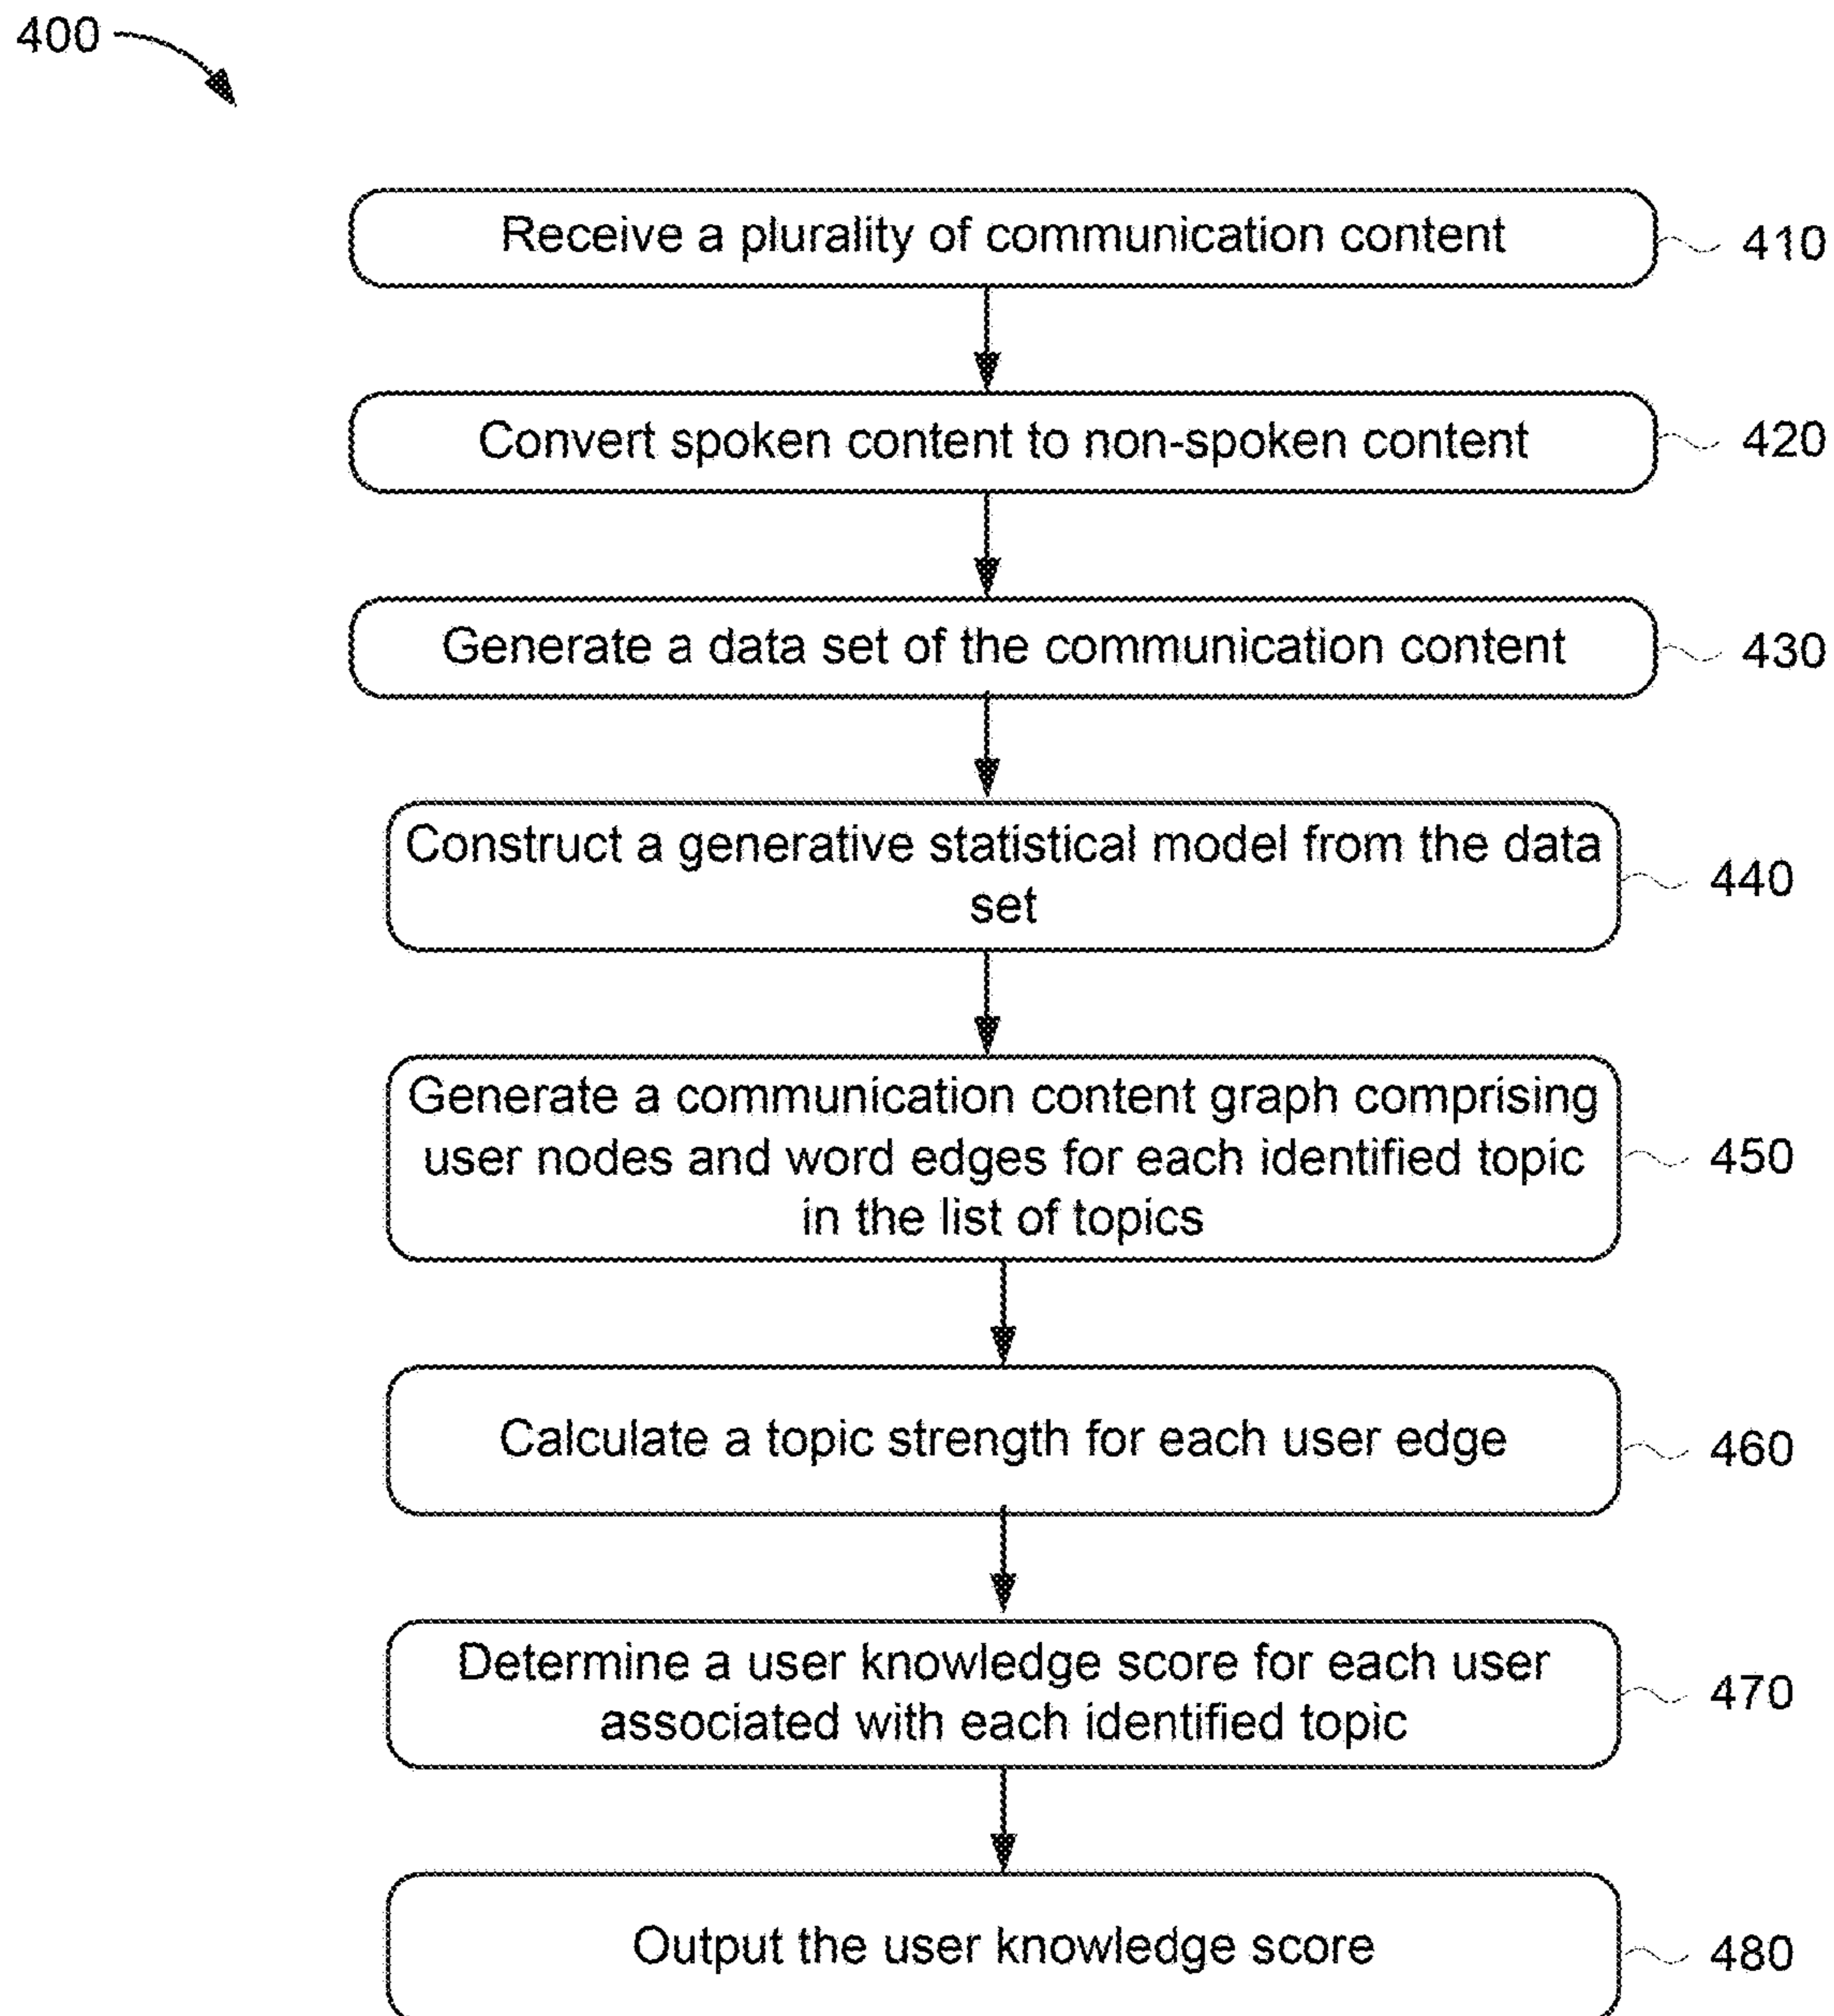 400
Receive a plurality of communication content
410
Convert spoken content to non-spoken content
420
Generate a data set of the communication content
430
Construct a generative statistical model from the data
set
440
Generate a communication content graph comprising
user nodes and word edges for each identified topic
in the list of topics
450
Calculate a topic strength for each user edge
460
Determine a user knowledge score for each user
associated with each identified topic
470
Output the user knowledge score
480